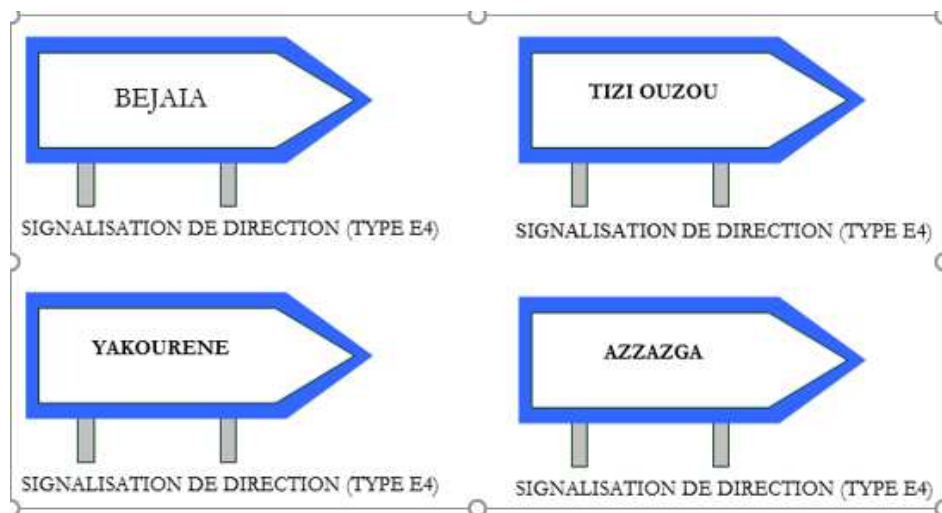 BEJAIA
TIZI OUZOU
SIGNALISATION DE DIRECTION (TYPE E4)
SIGNALISATION DE DIRECTION (TYPE E4)
YAKOURENE
AZZAZGA
SIGNALISATION DE DIRECTION (TYPE E4)
SIGNALISATION DE DIRECTION (TYPE E4)